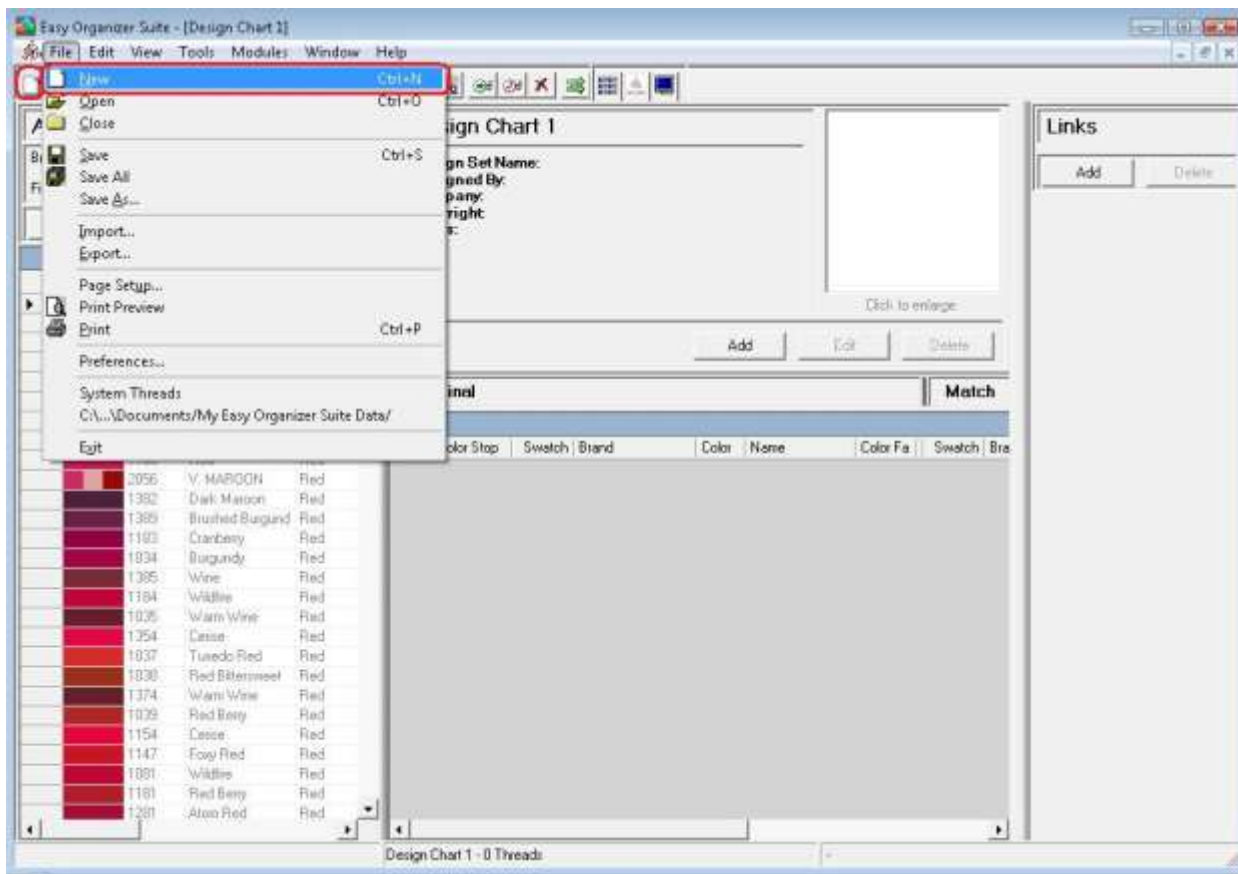 Easy Organizer Suite - [Design Chart 1]
File Edit View Tools Modules Window Help
New Ctrl+N
Open Ctrl+O
Close
Save Ctrl+S
Save All
Save As...
Import...
Export...
Page Setup...
Print Preview
Print Ctrl+P
Preferences...
System Threads
C:\...\Documents/My Easy Organizer Suite Data/
Exit
ign Chart 1
gn Set Name:
gned By:
pany:
right:
s:
Click to enlarge
Add Edit Delete
Links
Add Delete
inal Match
olor Stop Swatch Brand Color Name Color Fa Swatch Bra
2056 V. MAROON Red
1382 Dark Maroon Red
1389 Brushed Burgund Red
1183 Cranberry Red
1034 Burgundy Red
1385 Wine Red
1184 Wildfire Red
1035 Warm Wine Red
1354 Cerise Red
1037 Tuxedo Red Red
1038 Red Bittersweet Red
1374 Warm Wine Red
1039 Red Berry Red
1154 Cerise Red
1147 Foxy Red Red
1081 Wildfire Red
1181 Red Berry Red
1281 Red
Design Chart 1 - 0 Threads -